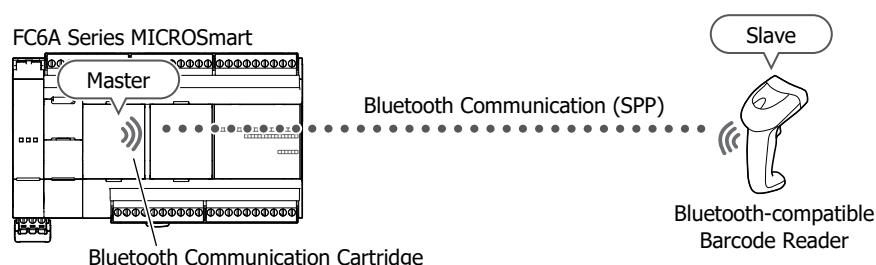 FC6A Series MICROSmart
Master
Slave
Bluetooth Communication (SPP)
Bluetooth-compatible
Barcode Reader
Bluetooth Communication Cartridge